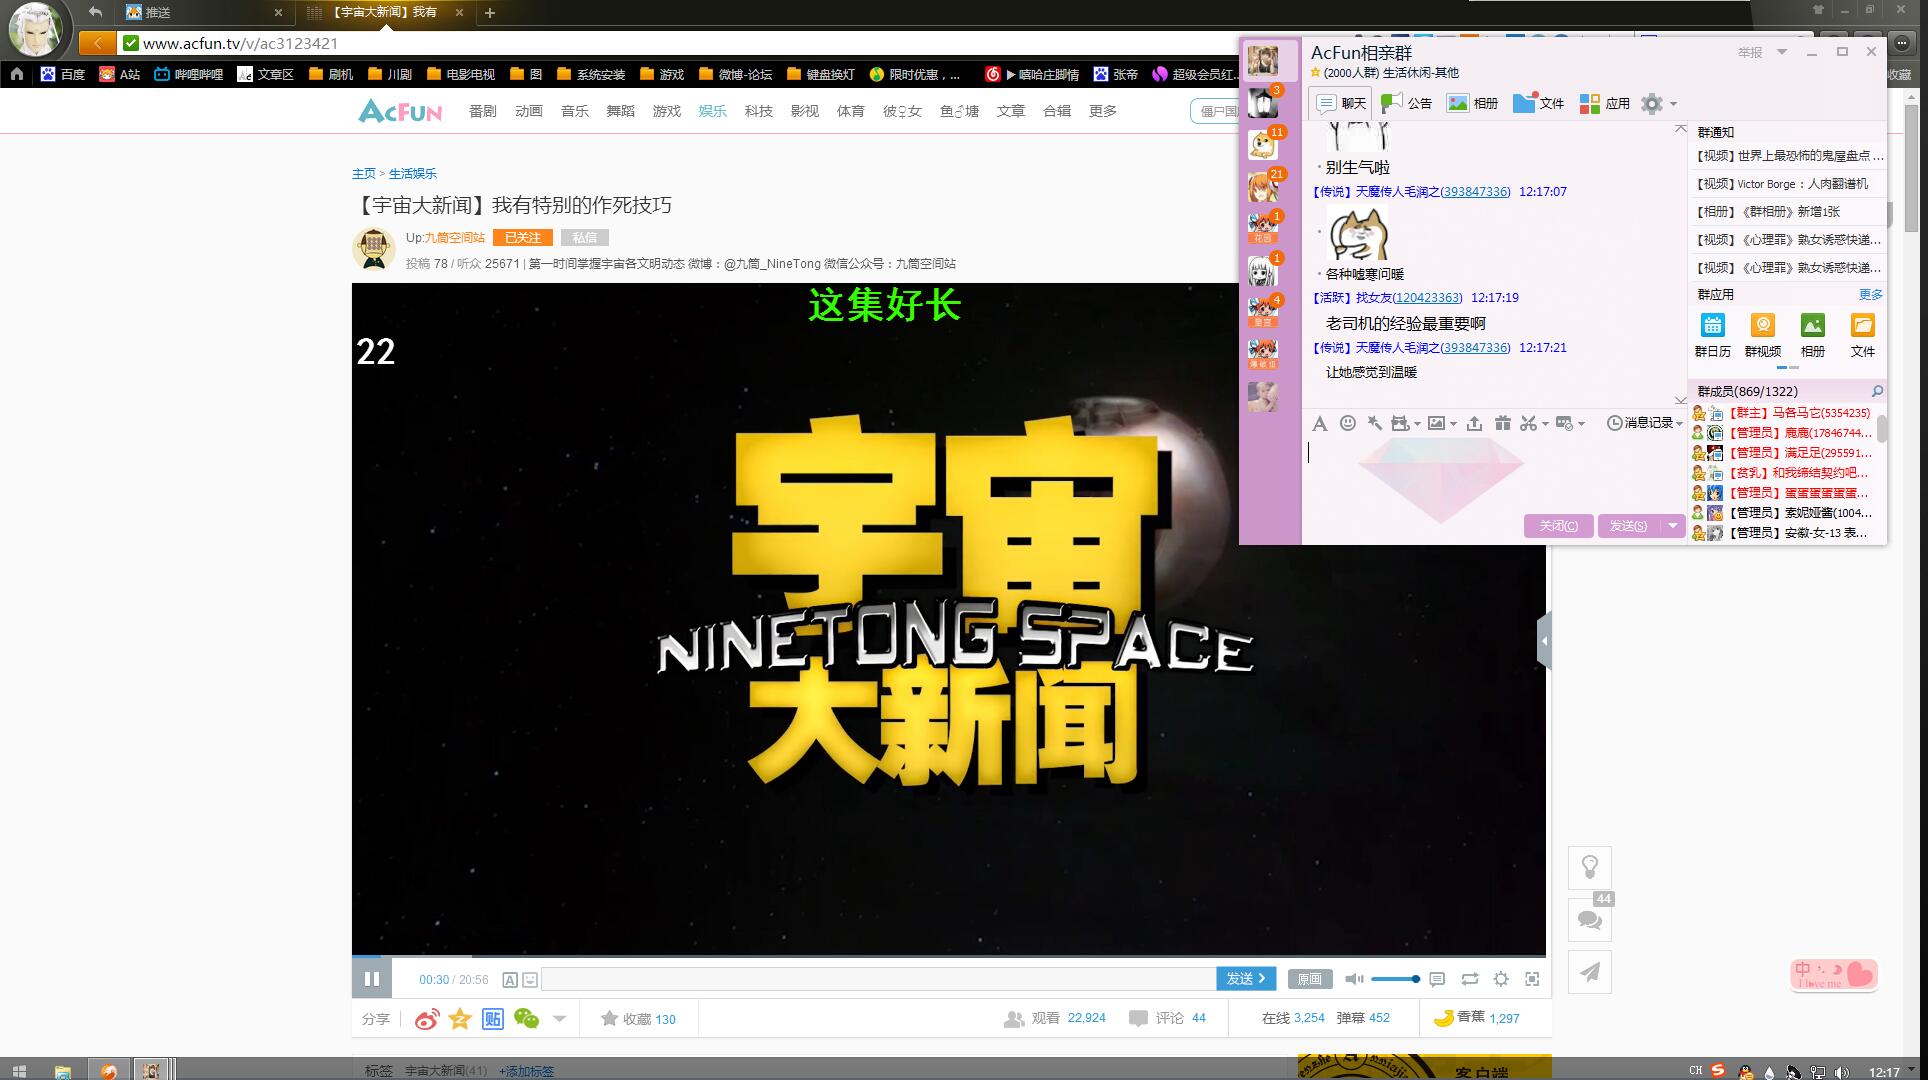 推送
【宇宙大新闻】我有
www.acfun.tv/v/ac3123421
百度 A站 哔哩哔哩 文章区 刷机 川剧 电影电视 图 系统安装 游戏 微博-论坛 键盘换灯 限时优惠，... ▶嘻哈庄脚情 张帝 超级会员红... 收藏
AcFun 番剧 动画 音乐 舞蹈 游戏 娱乐 科技 影视 体育 彼♀女 鱼♂塘 文章 合辑 更多
主页 > 生活娱乐
【宇宙大新闻】我有特别的作死技巧
Up:九筒空间站 已关注 私信
投稿 78 / 听众 25671 | 第一时间掌握宇宙各文明动态 微博：@九筒_NineTong 微信公众号：九筒空间站
这集好长
22
宇宙
NINETONG SPACE
大新闻
00:30 / 20:56 发送 > 原画
分享 贴 收藏 130 观看 22,924 评论 44 在线 3,254 弹幕 452 香蕉 1,297
标签 宇宙大新闻(41) +添加标签
客户端
44
AcFun相亲群
举报
(2000人群) 生活休闲-其他
聊天 公告 相册 文件 应用
3
11
21
1
花园
1
4
别生气啦
【传说】天魔传人毛润之(393847336) 12:17:07
各种嘘寒问暖
【活跃】找女友(120423363) 12:17:19
老司机的经验最重要啊
【传说】天魔传人毛润之(393847336) 12:17:21
让她感觉到温暖
消息记录
关闭(C) 发送(S)
群通知
【视频】世界上最恐怖的鬼屋盘点...
【视频】Victor Borge：人肉翻谱机
【相册】《群相册》新增1张
【视频】《心理罪》熟女诱惑快递...
【视频】《心理罪》熟女诱惑快递...
群应用 更多
群日历 群视频 相册 文件
群成员(869/1322)
【群主】马各马它(5354235)
【管理员】鹿鹿(17846744...
【管理员】满足足(295591...
【贫乳】和我缔结契约吧...
【管理员】蛋蛋蛋蛋蛋蛋...
【管理员】素妮娅酱(1004...
【管理员】安徽-女-13 表...
中
I love me
CH 12:17